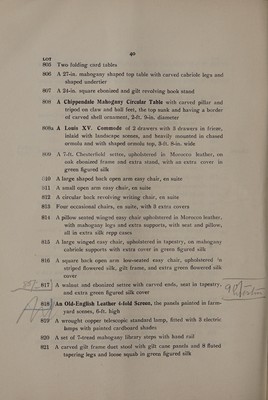 40
LOT
805 Two folding card tables
806 A 27-in. mahogany shaped top table with carved cabriole legs and
shaped undertier
807 A 24-in. square ebonized and gilt revolving book stand
808 A Chippendale Mahogany Circular Table with carved pillar and
tripod on claw and ball feet, the top sunk and having a border
of carved shell ornament, 2-ft. 9-in. diameter
808a A Louis XV. Commode of 2 drawers with 3 drawers in frieze,
inlaid with landscape scenes, and heavily mounted in chased
ormolu and with shaped ormolu top, 3-ft. 8-in. wide
809 A 7-ft. Chesterfield settee, upholstered in Morocco leather, on
oak ebonized frame and extra stand, with an extra cover in
green figured silk
810 A large shaped back open arm easy chair, en suite
811 A small open arm easy chair, en suite
812 A circular back revolving writing chair, en suite
813 Four occasional chairs, en suite, with 8 extra covers
814 A pillow seated winged easy chair upholstered in Morocco leather,
with mahogany legs and extra supports, with seat and pillow,
all in extra silk repp cases
815 A large winged easy chair, upholstered in tapestry, on mahogany
cabriole supports with extra cover in green figured silk
816 A square back open arm box-seated easy chair, upholstered in
striped flowered silk, gilt frame, and extra green flowered silk
cover
817 A walnut and ebonized settee with carved ends, seat in tapestry,
and extra green figured silk cover
818 An Old-English Leather 4-fold Screen, the panels painted in farm-
yard scenes, 6-ft. high
819 A wrought copper telescopic standard lamp, fitted with 3 electric
lamps with painted cardboard shades
820 A set of 7-tread mahogany library steps with hand rail
821 A carved gilt frame duet stool with gilt cane panels and 8 fluted
tapering legs and loose squab in green figured silk